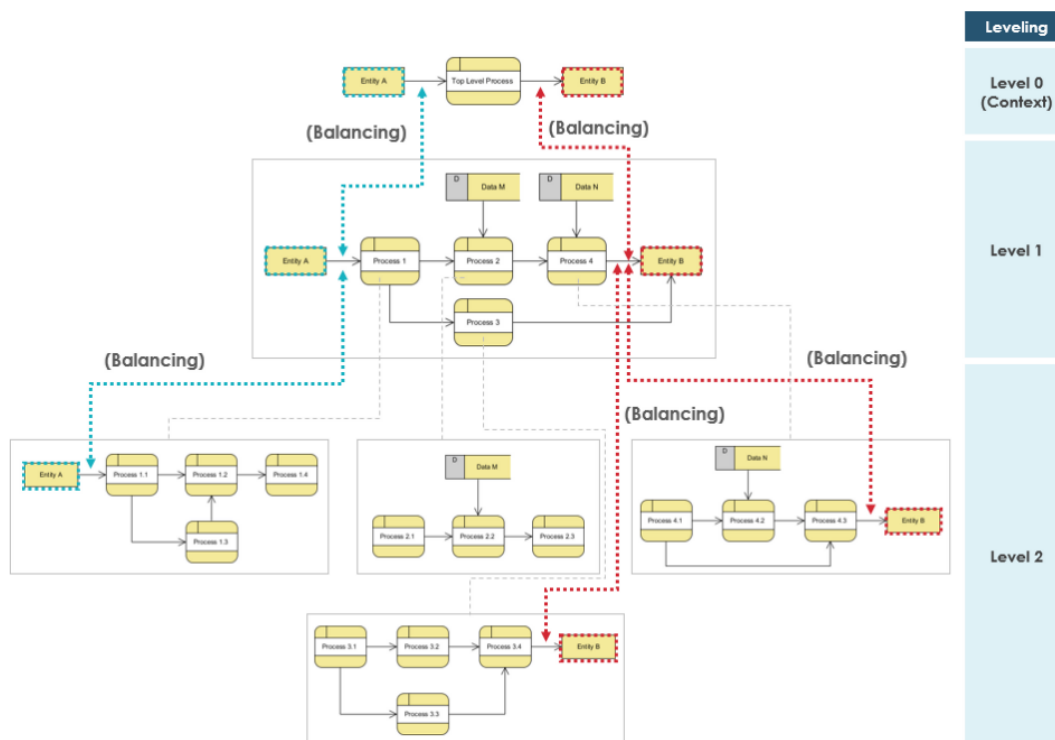 Leveling
Level 0
(Context)
Entity A
Top Level Process
Entity B
(Balancing)
(Balancing)
Level 1
D
Data M
D
Data N
Entity A
Process 1
Process 2
Process 4
Entity B
Process 3
(Balancing)
(Balancing)
(Balancing)
Level 2
Entity A
Process 1.1
Process 1.2
Process 1.4
Process 1.3
D
Data M
Process 2.1
Process 2.2
Process 2.3
D
Data N
Process 4.1
Process 4.2
Process 4.3
Entity B
Process 3.1
Process 3.2
Process 3.4
Entity B
Process 3.3